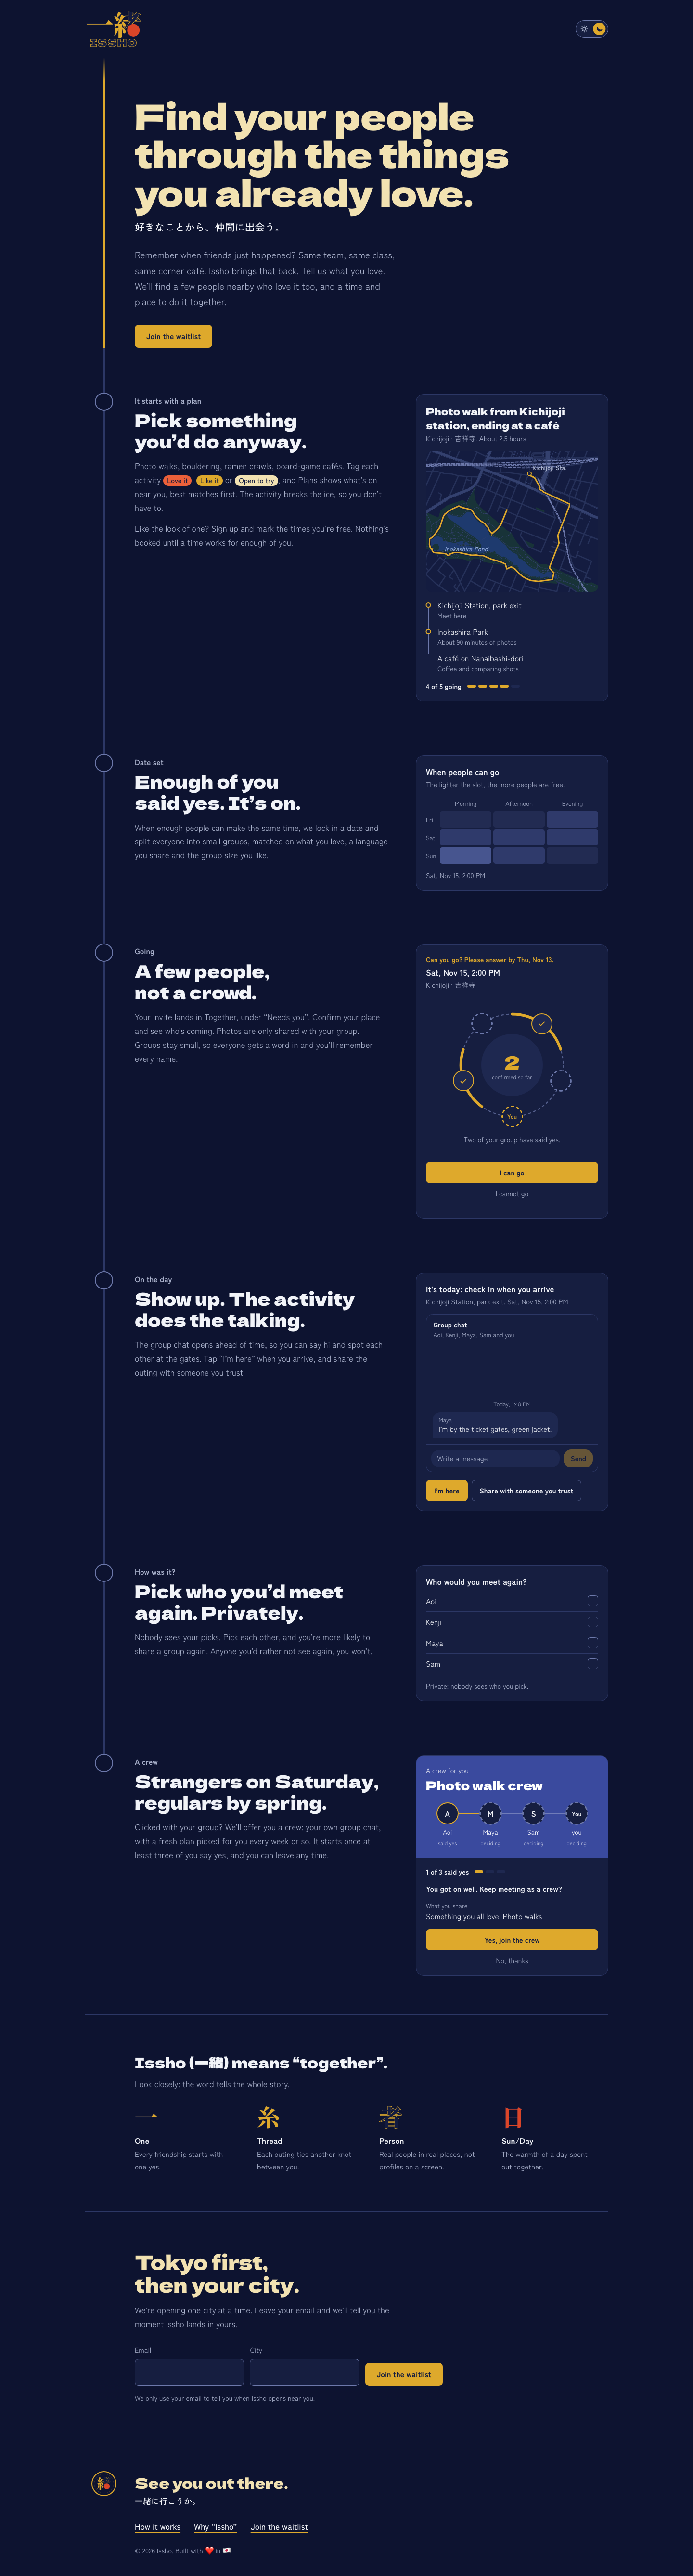 一緒
ISSHO
Find your people
through the things
you already love.
好きなことから、仲間に出会う。
Remember when friends just happened? Same team, same class,
same corner café. Issho brings that back. Tell us what you love.
We'll find a few people nearby who love it too, and a time and
place to do it together.
Join the waitlist
It starts with a plan
Pick something
you'd do anyway.
Photo walks, bouldering, ramen crawls, board-game cafés. Tag each
activity Love it, Like it or Open to try, and Plans shows what's on
near you, best matches first. The activity breaks the ice, so you don't
have to.
Like the look of one? Sign up and mark the times you're free. Nothing's
booked until a time works for enough of you.
Photo walk from Kichijoji
station, ending at a café
Kichijoji · 吉祥寺. About 2.5 hours
Kichijoji Sta.
Inokashira Pond
Kichijoji Station, park exit
Meet here
Inokashira Park
About 90 minutes of photos
A café on Nanaibashi-dori
Coffee and comparing shots
4 of 5 going
Date set
Enough of you
said yes. It's on.
When enough people can make the same time, we lock in a date and
split everyone into small groups, matched on what you love, a language
you share and the group size you like.
When people can go
The lighter the slot, the more people are free.
Morning Afternoon Evening
Fri
Sat
Sun
Sat, Nov 15, 2:00 PM
Going
A few people,
not a crowd.
Your invite lands in Together, under "Needs you". Confirm your place
and see who's coming. Photos are only shared with your group.
Groups stay small, so everyone gets a word in and you'll remember
every name.
Can you go? Please answer by Thu, Nov 13.
Sat, Nov 15, 2:00 PM
Kichijoji · 吉祥寺
2
confirmed so far
You
Two of your group have said yes.
I can go
I cannot go
On the day
Show up. The activity
does the talking.
The group chat opens ahead of time, so you can say hi and spot each
other at the gates. Tap "I'm here" when you arrive, and share the
outing with someone you trust.
It's today: check in when you arrive
Kichijoji Station, park exit. Sat, Nov 15, 2:00 PM
Group chat
Aoi, Kenji, Maya, Sam and you
Today, 1:48 PM
Maya
I'm by the ticket gates, green jacket.
Write a message
Send
I'm here
Share with someone you trust
How was it?
Pick who you'd meet
again. Privately.
Nobody sees your picks. Pick each other, and you're more likely to
share a group again. Anyone you'd rather not see again, you won't.
Who would you meet again?
Aoi
Kenji
Maya
Sam
Private: nobody sees who you pick.
A crew
Strangers on Saturday,
regulars by spring.
Clicked with your group? We'll offer you a crew: your own group chat,
with a fresh plan picked for you every week or so. It starts once at
least three of you say yes, and you can leave any time.
A crew for you
Photo walk crew
A M S You
Aoi Maya Sam you
said yes deciding deciding deciding
1 of 3 said yes
You got on well. Keep meeting as a crew?
What you share
Something you all love: Photo walks
Yes, join the crew
No, thanks
Issho (一緒) means "together".
Look closely: the word tells the whole story.
一 糸 者 日
One
Every friendship starts with
one yes.
Thread
Each outing ties another knot
between you.
Person
Real people in real places, not
profiles on a screen.
Sun/Day
The warmth of a day spent
out together.
Tokyo first,
then your city.
We're opening one city at a time. Leave your email and we'll tell you the
moment Issho lands in yours.
Email
City
Join the waitlist
We only use your email to tell you when Issho opens near you.
緒
See you out there.
一緒に行こうか。
How it works Why "Issho" Join the waitlist
© 2026 Issho. Built with ❤️ in 🇯🇵